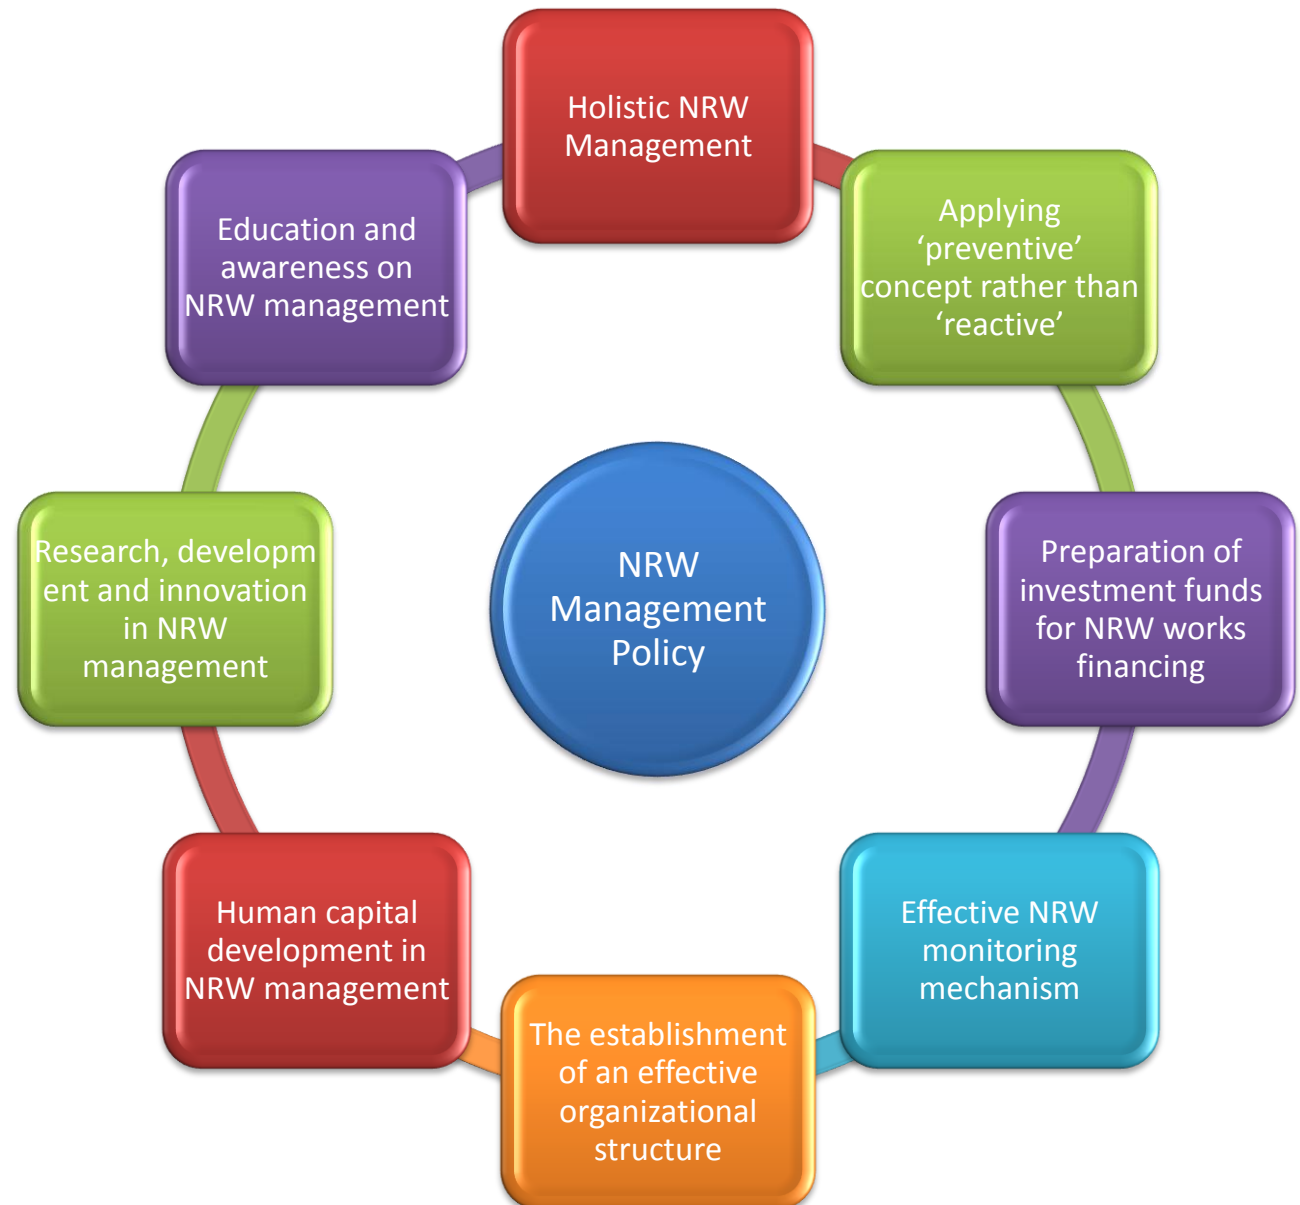 Holistic NRW
Management
Applying
‘preventive’
concept rather than
‘reactive’
Preparation of
investment funds
for NRW works
financing
Effective NRW
monitoring
mechanism
The establishment
of an effective
organizational
structure
Human capital
development in
NRW management
Research, developm
ent and innovation
in NRW
management
Education and
awareness on
NRW management
NRW
Management
Policy